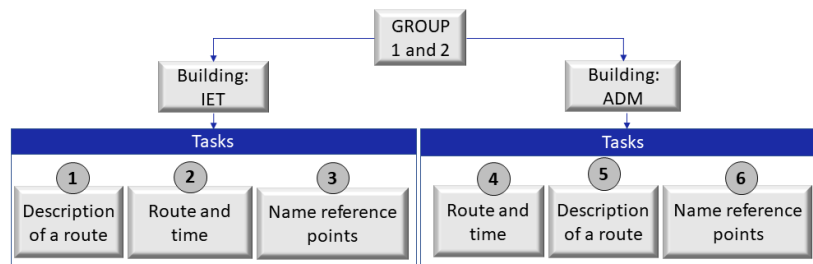 GROUP
1 and 2
Building:
IET
Building:
ADM
Tasks
Tasks
1
2
3
4
5
6
Description
of a route
Route and
time
Name reference
points
Route and
time
Description
of a route
Name reference
points